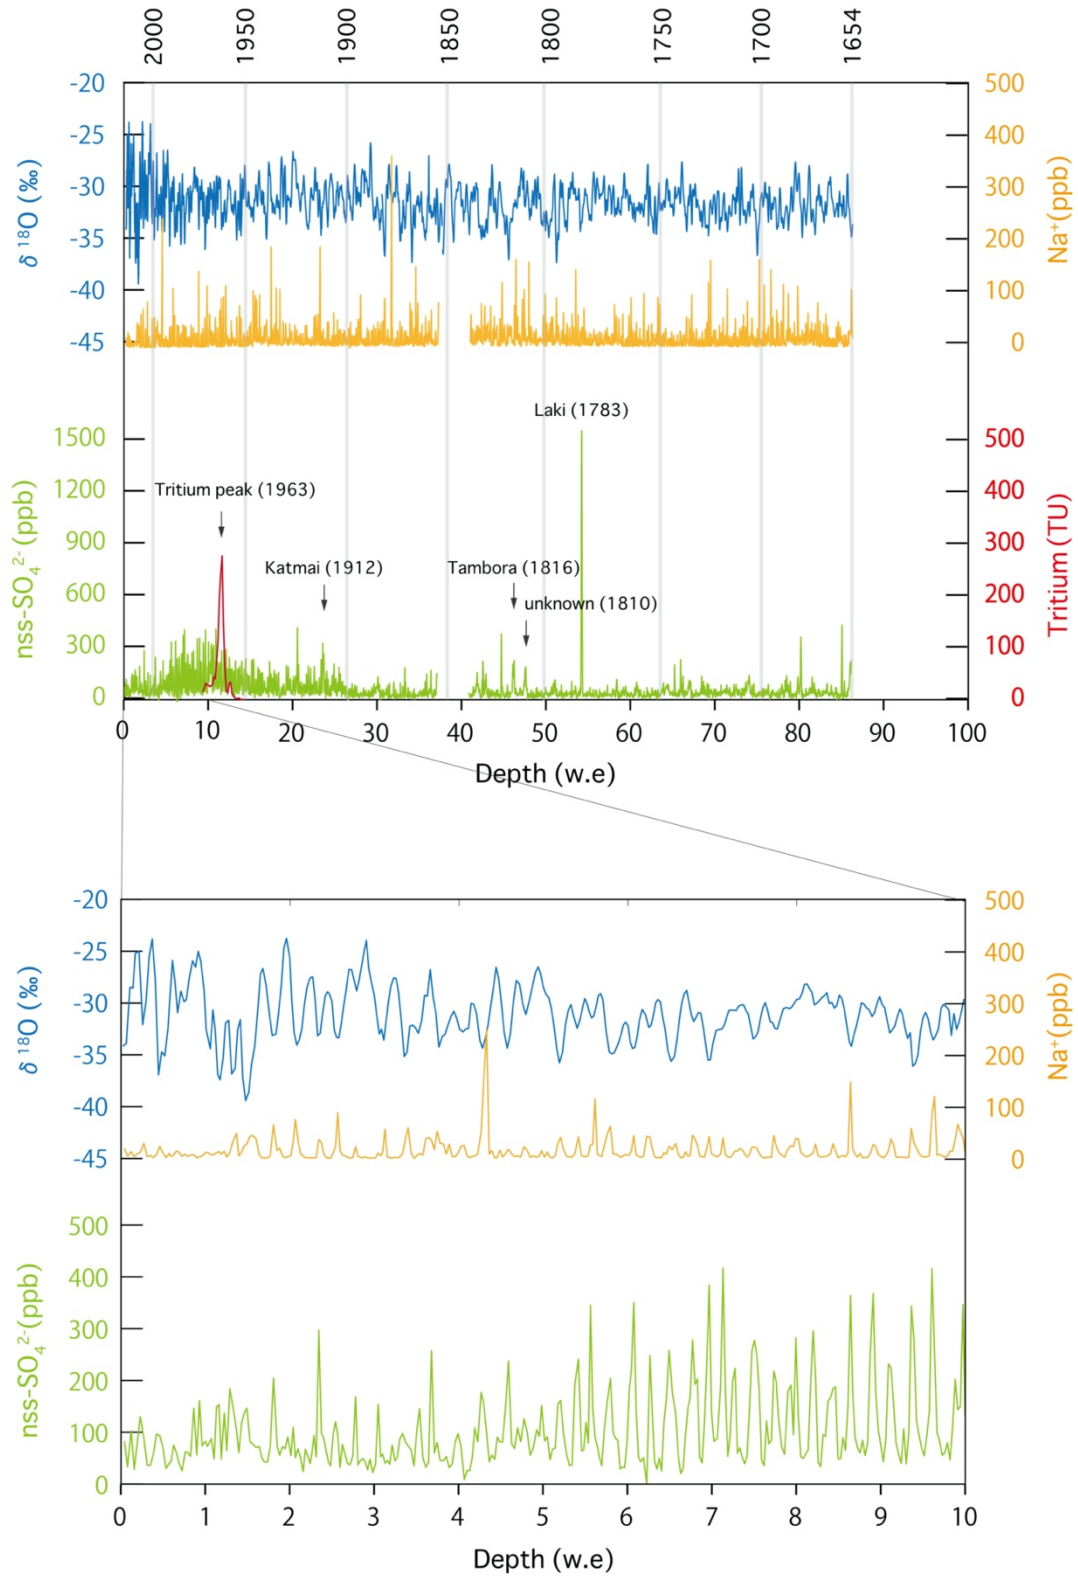 2000 1950 1900 1850 1800 1750 1700 1654
-20 500
-25 400
-30 300
-35 200
-40 100
-45 0
δ ¹⁸O (‰)
Na⁺(ppb)
Laki (1783)
1500 500
1200 400
900 300
600 200
300 100
0 0
nss-SO₄²⁻ (ppb)
Tritium (TU)
Tritium peak (1963)
Katmai (1912)
Tambora (1816)
unknown (1810)
0 10 20 30 40 50 60 70 80 90 100
Depth (w.e)
-20 500
-25 400
-30 300
-35 200
-40 100
-45 0
δ ¹⁸O (‰)
Na⁺(ppb)
500
400
300
200
100
0
nss-SO₄²⁻(ppb)
0 1 2 3 4 5 6 7 8 9 10
Depth (w.e)